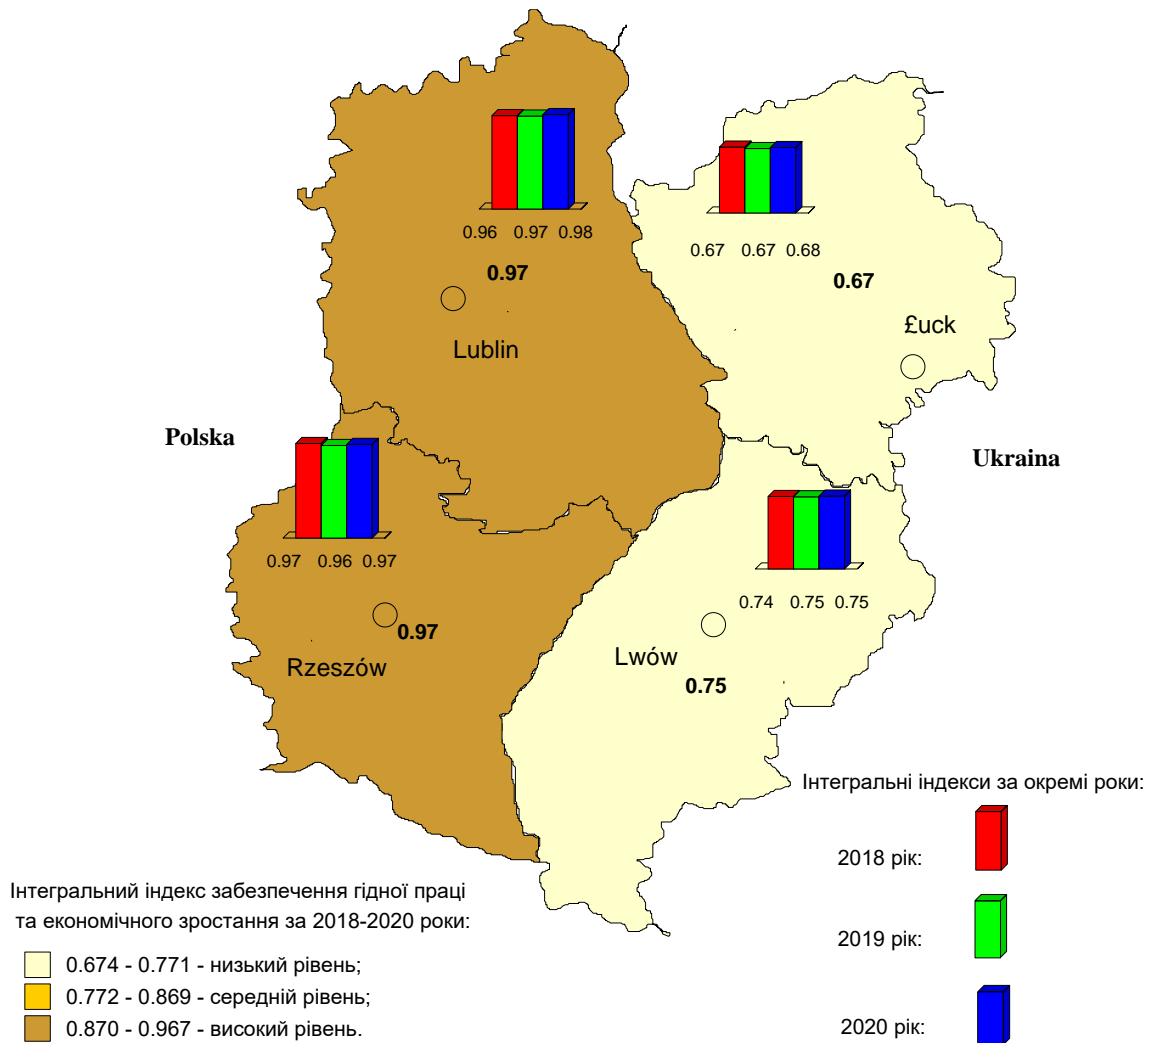 0.96 0.97 0.98
0.97
Lublin
0.67 0.67 0.68
0.67
£uck
Polska
Ukraina
0.97 0.96 0.97
0.97
Rzeszów
0.74 0.75 0.75
Lwów
0.75
Інтегральні індекси за окремі роки:
2018 рік:
2019 рік:
2020 рік:
Інтегральний індекс забезпечення гідної праці
та економічного зростання за 2018-2020 роки:
0.674 - 0.771 - низький рівень;
0.772 - 0.869 - середній рівень;
0.870 - 0.967 - високий рівень.